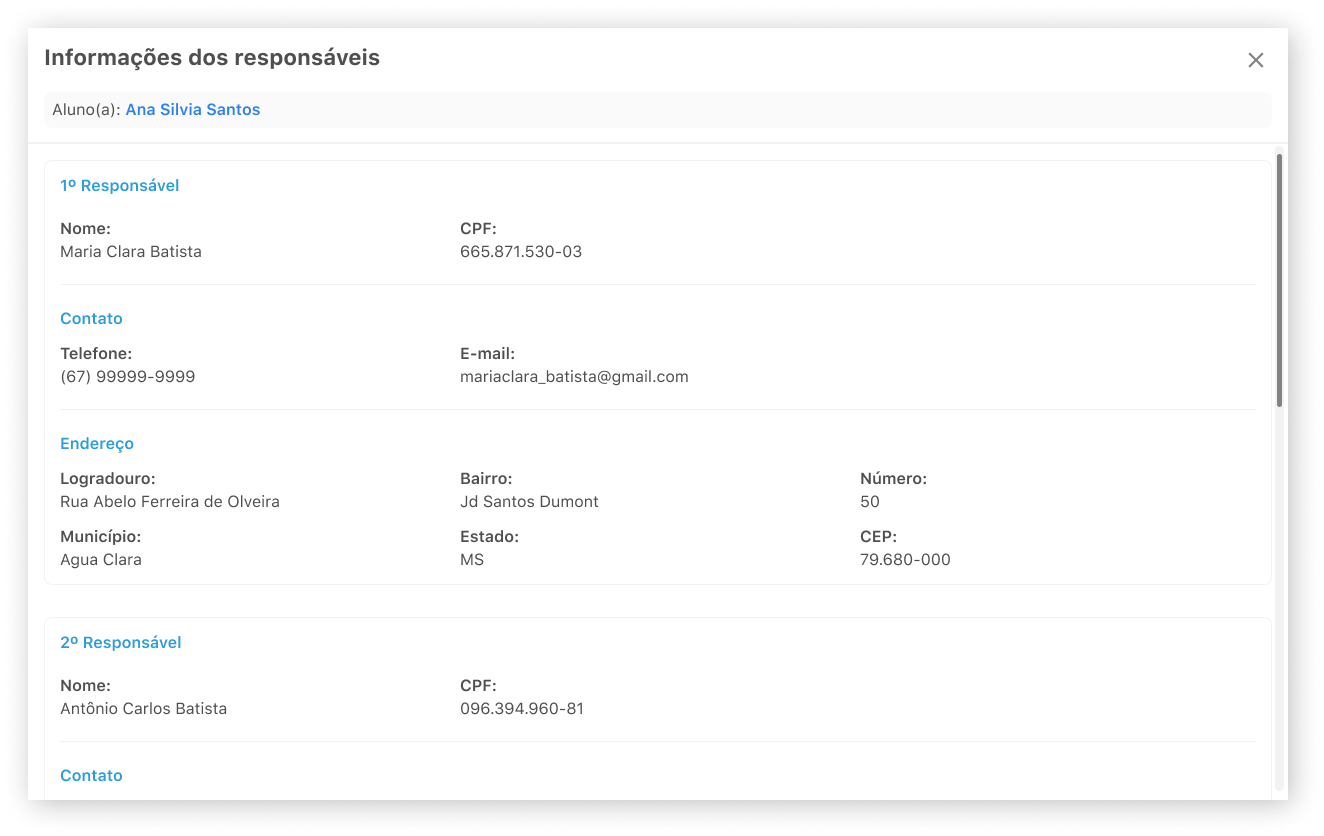 Informações dos responsáveis
Aluno(a): Ana Silvia Santos
1º Responsável
Nome: CPF:
Maria Clara Batista 665.871.530-03
Contato
Telefone: E-mail:
(67) 99999-9999 mariaclara_batista@gmail.com
Endereço
Logradouro: Bairro: Número:
Rua Abelo Ferreira de Olveira Jd Santos Dumont 50
Município: Estado: CEP:
Agua Clara MS 79.680-000
2º Responsável
Nome: CPF:
Antônio Carlos Batista 096.394.960-81
Contato